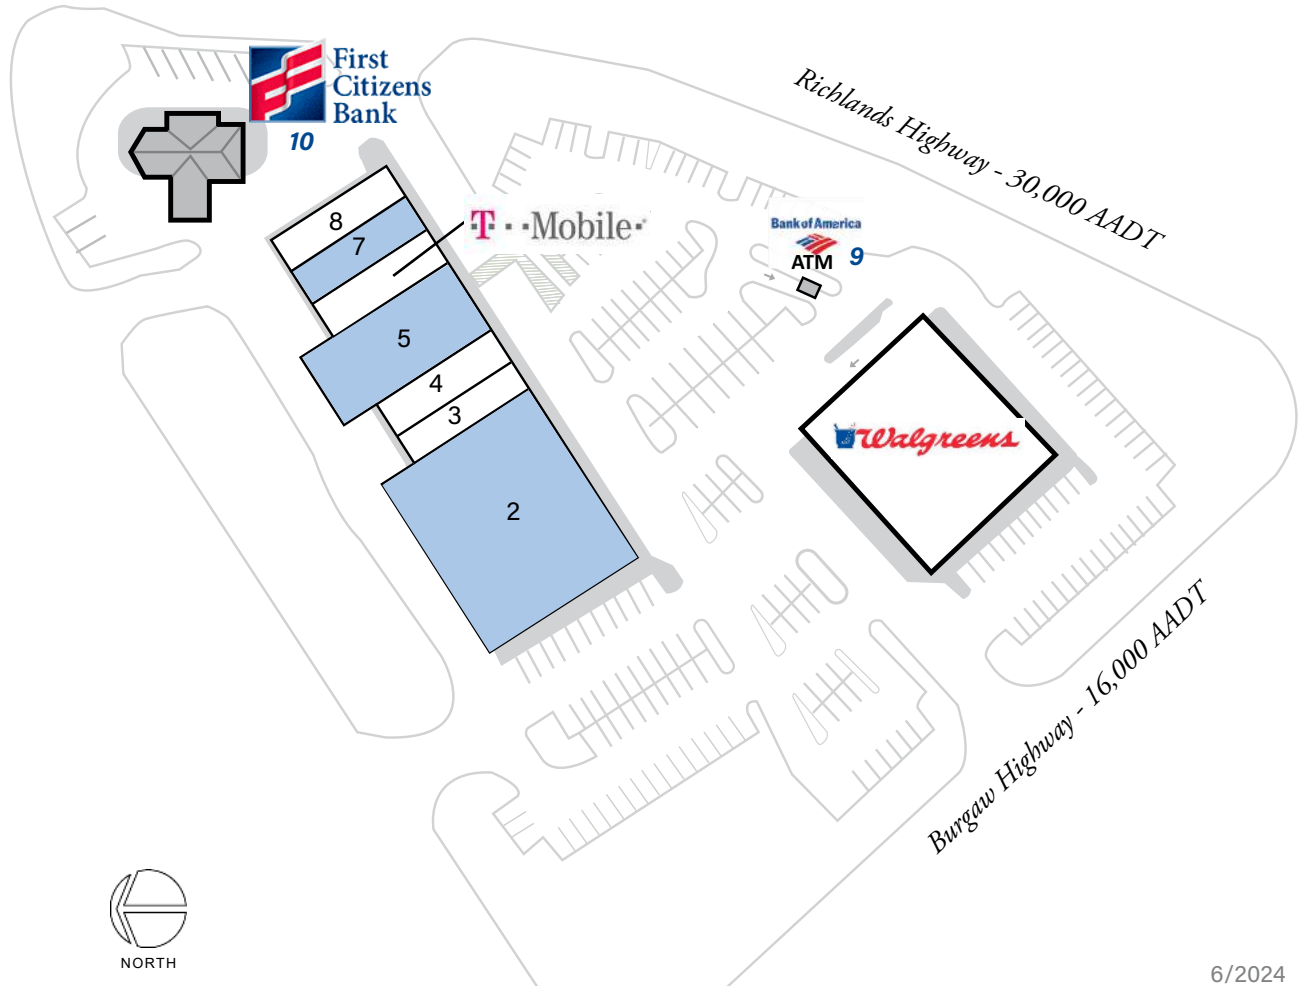 First
Citizens
Bank
10
Richlands Highway - 30,000 AADT
8
7
T··Mobile·
Bank of America
ATM 9
5
4
3
Walgreens
2
Burgaw Highway - 16,000 AADT
NORTH
6/2024